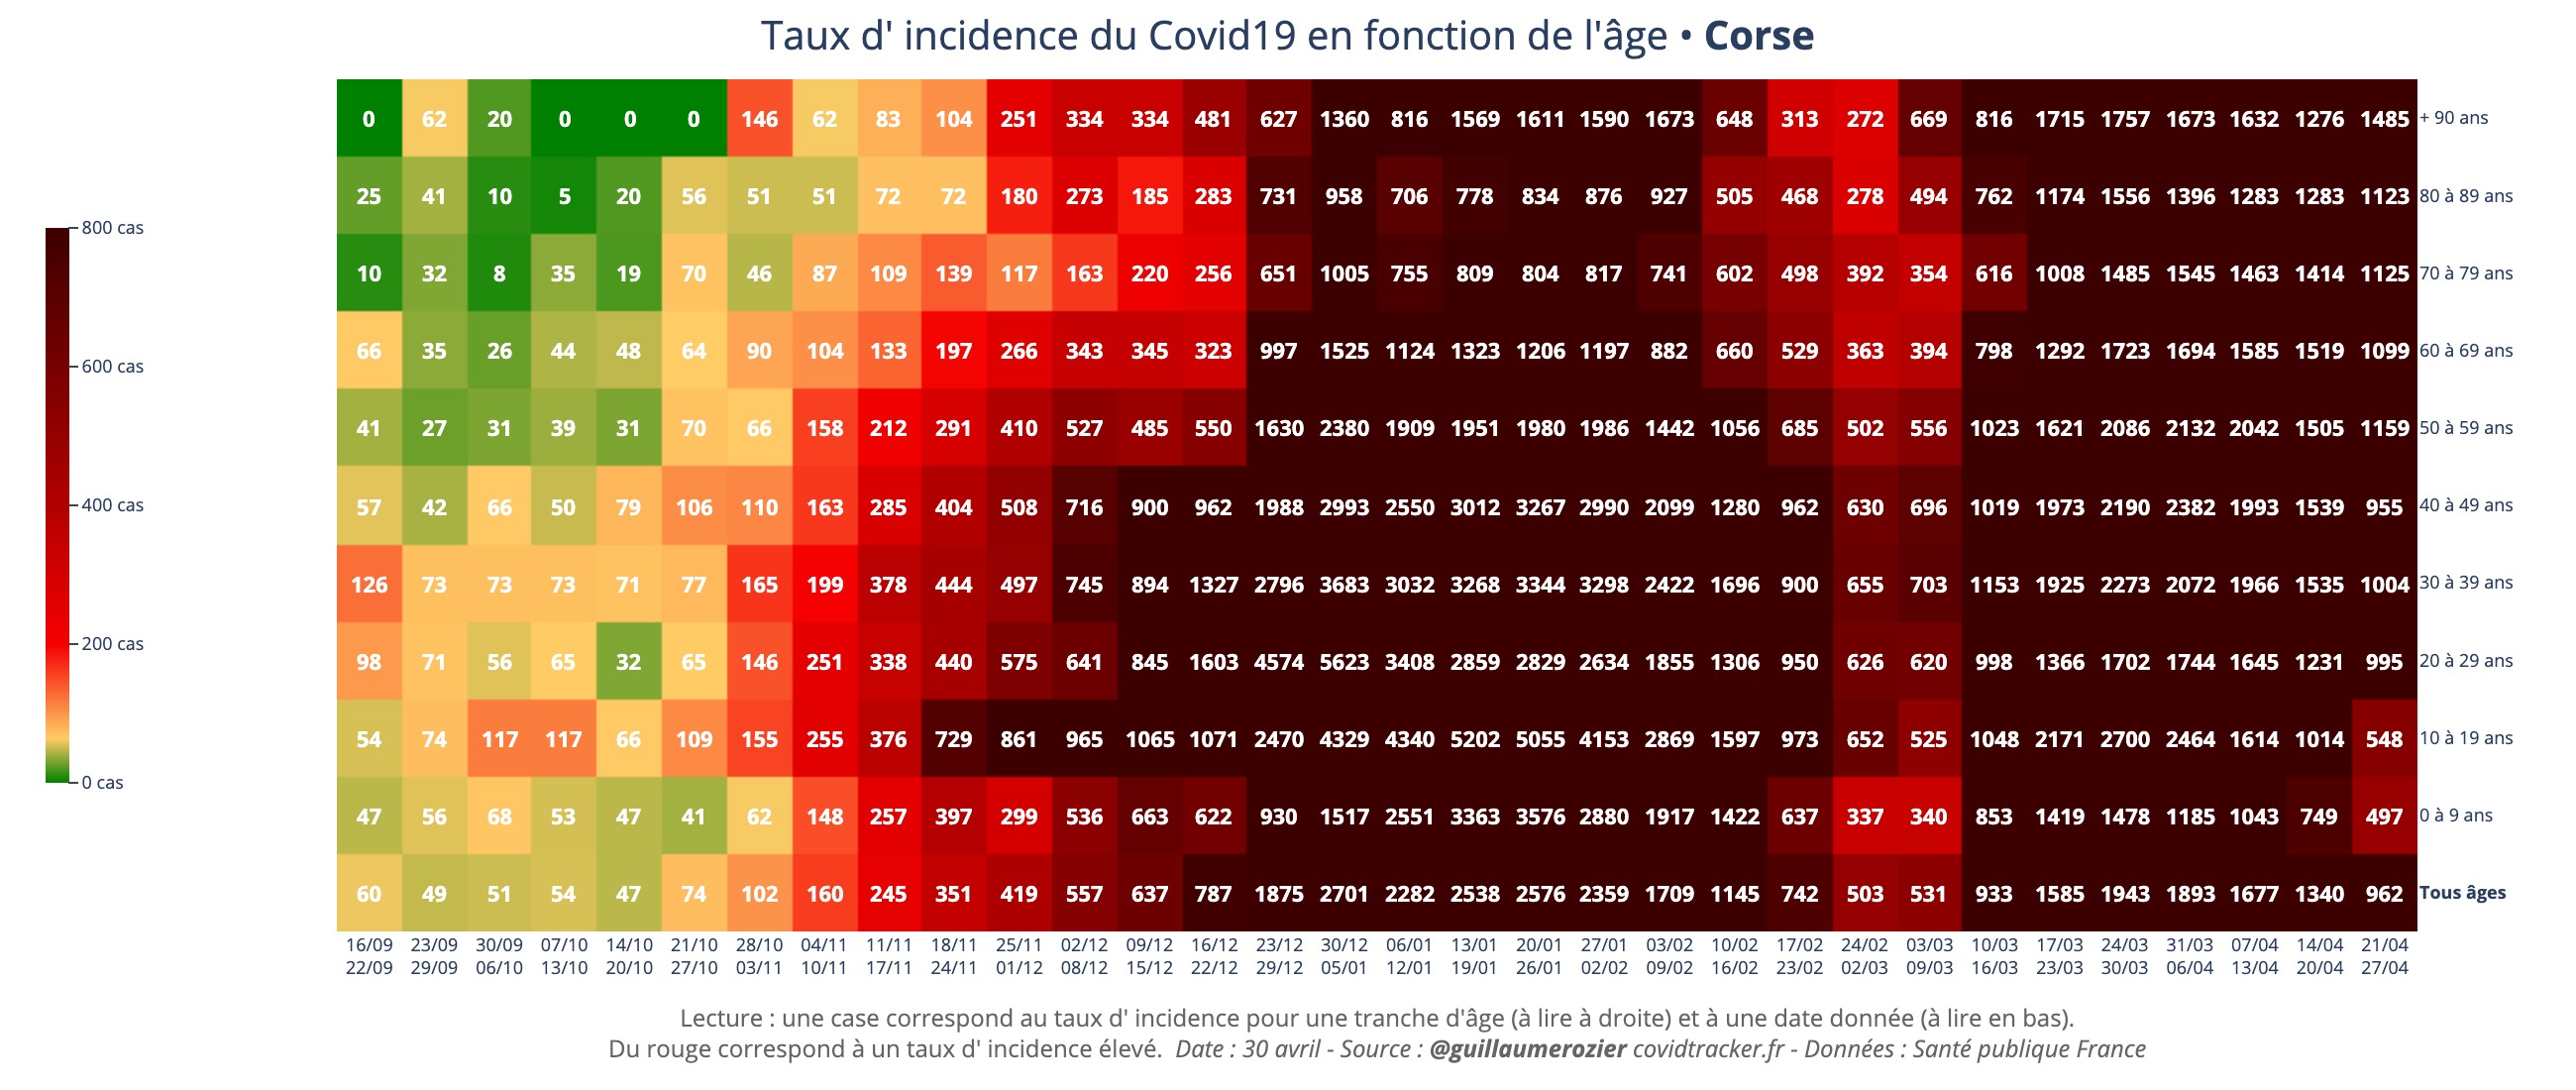 Taux d' incidence du Covid19 en fonction de l'âge • Corse
0 62 20 0 0 0 146 62 83 104 251 334 334 481 627 1360 816 1569 1611 1590 1673 648 313 272 669 816 1715 1757 1673 1632 1276 1485 + 90 ans
25 41 10 5 20 56 51 51 72 72 180 273 185 283 731 958 706 778 834 876 927 505 468 278 494 762 1174 1556 1396 1283 1283 1123 80 à 89 ans
10 32 8 35 19 70 46 87 109 139 117 163 220 256 651 1005 755 809 804 817 741 602 498 392 354 616 1008 1485 1545 1463 1414 1125 70 à 79 ans
66 35 26 44 48 64 90 104 133 197 266 343 345 323 997 1525 1124 1323 1206 1197 882 660 529 363 394 798 1292 1723 1694 1585 1519 1099 60 à 69 ans
41 27 31 39 31 70 66 158 212 291 410 527 485 550 1630 2380 1909 1951 1980 1986 1442 1056 685 502 556 1023 1621 2086 2132 2042 1505 1159 50 à 59 ans
57 42 66 50 79 106 110 163 285 404 508 716 900 962 1988 2993 2550 3012 3267 2990 2099 1280 962 630 696 1019 1973 2190 2382 1993 1539 955 40 à 49 ans
126 73 73 73 71 77 165 199 378 444 497 745 894 1327 2796 3683 3032 3268 3344 3298 2422 1696 900 655 703 1153 1925 2273 2072 1966 1535 1004 30 à 39 ans
98 71 56 65 32 65 146 251 338 440 575 641 845 1603 4574 5623 3408 2859 2829 2634 1855 1306 950 626 620 998 1366 1702 1744 1645 1231 995 20 à 29 ans
54 74 117 117 66 109 155 255 376 729 861 965 1065 1071 2470 4329 4340 5202 5055 4153 2869 1597 973 652 525 1048 2171 2700 2464 1614 1014 548 10 à 19 ans
47 56 68 53 47 41 62 148 257 397 299 536 663 622 930 1517 2551 3363 3576 2880 1917 1422 637 337 340 853 1419 1478 1185 1043 749 497 0 à 9 ans
60 49 51 54 47 74 102 160 245 351 419 557 637 787 1875 2701 2282 2538 2576 2359 1709 1145 742 503 531 933 1585 1943 1893 1677 1340 962 Tous âges
16/09 23/09 30/09 07/10 14/10 21/10 28/10 04/11 11/11 18/11 25/11 02/12 09/12 16/12 23/12 30/12 06/01 13/01 20/01 27/01 03/02 10/02 17/02 24/02 03/03 10/03 17/03 24/03 31/03 07/04 14/04 21/04
22/09 29/09 06/10 13/10 20/10 27/10 03/11 10/11 17/11 24/11 01/12 08/12 15/12 22/12 29/12 05/01 12/01 19/01 26/01 02/02 09/02 16/02 23/02 02/03 09/03 16/03 23/03 30/03 06/04 13/04 20/04 27/04
800 cas
600 cas
400 cas
200 cas
0 cas
Lecture : une case correspond au taux d' incidence pour une tranche d'âge (à lire à droite) et à une date donnée (à lire en bas).
Du rouge correspond à un taux d' incidence élevé. Date : 30 avril - Source : @guillaumerozier covidtracker.fr - Données : Santé publique France